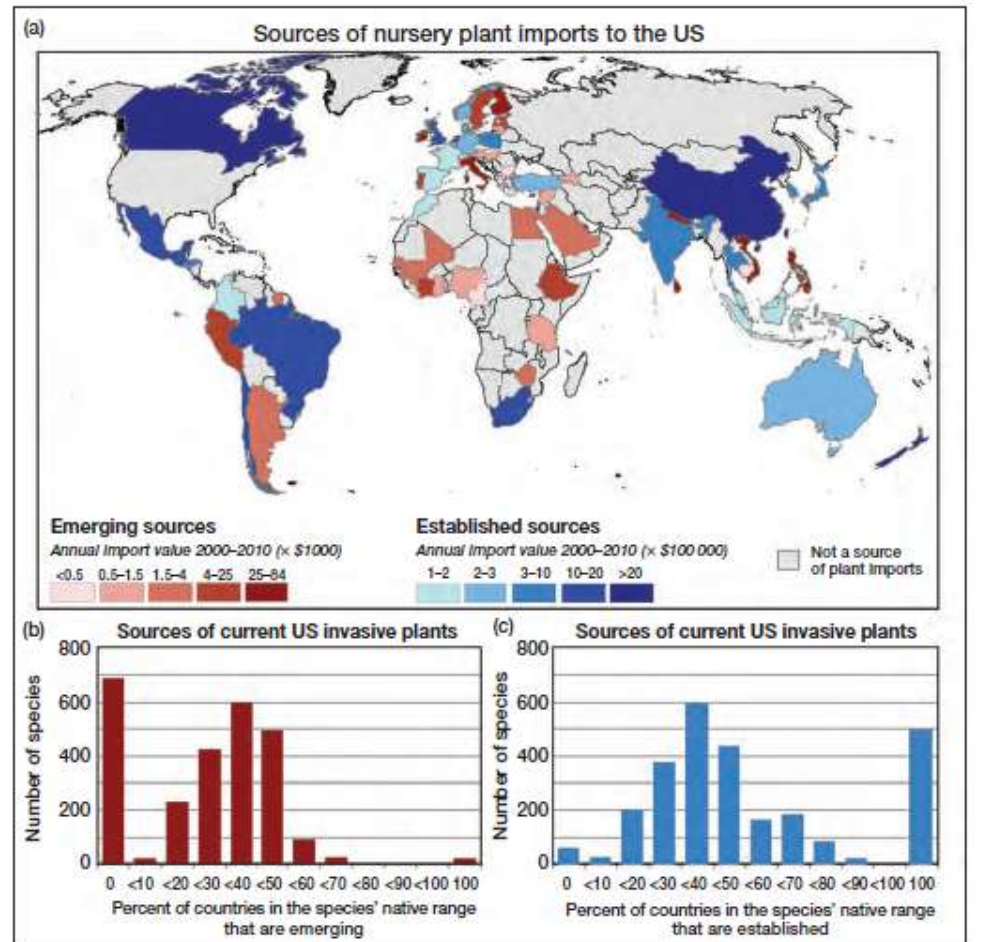 (a)
Sources of nursery plant imports to the US
Emerging sources
Annual import value 2000–2010 (× $1000)
<0.5 0.5–1.5 1.5–4 4–25 25–84
Established sources
Annual import value 2000–2010 (× $100 000)
1–2 2–3 3–10 10–20 >20
Not a source
of plant imports
(b)
Sources of current US invasive plants
Number of species
800
600
400
200
0
0 <10 <20 <30 <40 <50 <60 <70 <80 <90 <100 100
Percent of countries in the species' native range
that are emerging
(c)
Sources of current US invasive plants
Number of species
800
600
400
200
0
0 <10 <20 <30 <40 <50 <60 <70 <80 <90 <100 100
Percent of countries in the species' native range
that are established